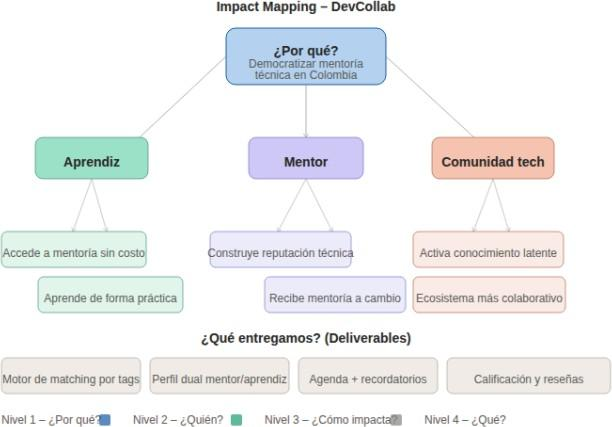 Impact Mapping – DevCollab
¿Por qué?
Democratizar mentoría
técnica en Colombia
Aprendiz
Mentor
Comunidad tech
Accede a mentoría sin costo
Construye reputación técnica
Activa conocimiento latente
Aprende de forma práctica
Recibe mentoría a cambio
Ecosistema más colaborativo
¿Qué entregamos? (Deliverables)
Motor de matching por tags
Perfil dual mentor/aprendiz
Agenda + recordatorios
Calificación y reseñas
Nivel 1 – ¿Por qué?
Nivel 2 – ¿Quién?
Nivel 3 – ¿Cómo impacta?
Nivel 4 – ¿Qué?